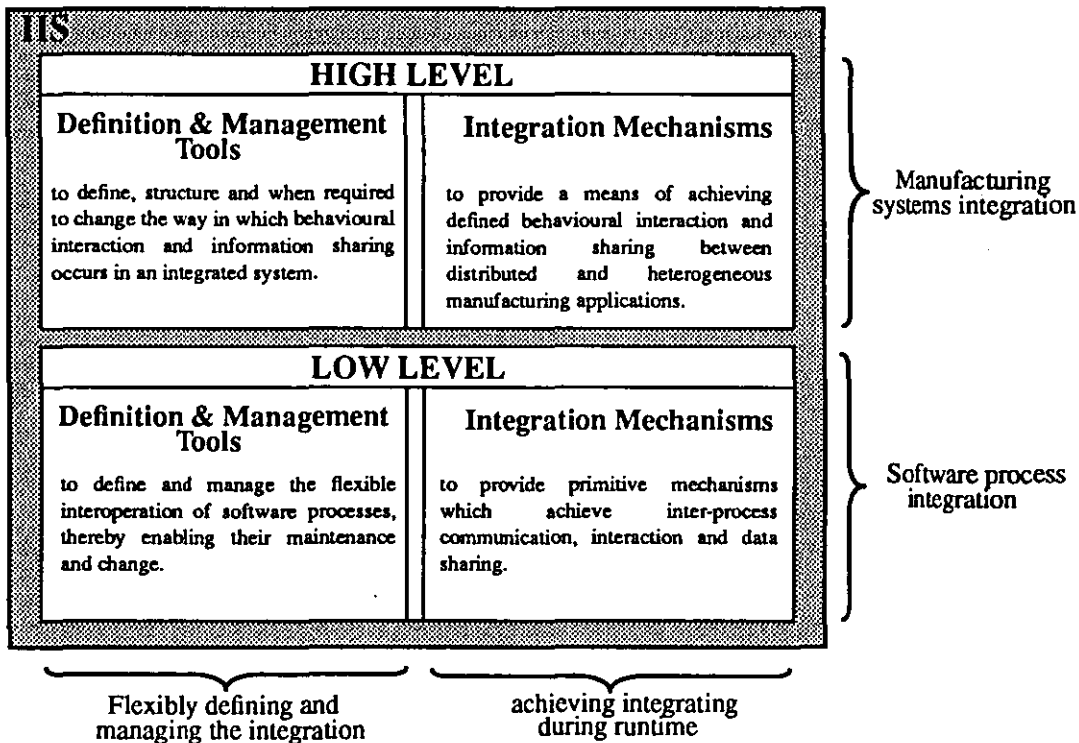 IIS
HIGH LEVEL
Definition & Management
Tools
to define, structure and when required
to change the way in which behavioural
interaction and information sharing
occurs in an integrated system.
Integration Mechanisms
to provide a means of achieving
defined behavioural interaction and
information sharing between
distributed and heterogeneous
manufacturing applications.
Manufacturing
systems integration
LOW LEVEL
Definition & Management
Tools
to define and manage the flexible
interoperation of software processes,
thereby enabling their maintenance
and change.
Integration Mechanisms
to provide primitive mechanisms
which achieve inter-process
communication, interaction and data
sharing.
Software process
integration
Flexibly defining and
managing the integration
achieving integrating
during runtime